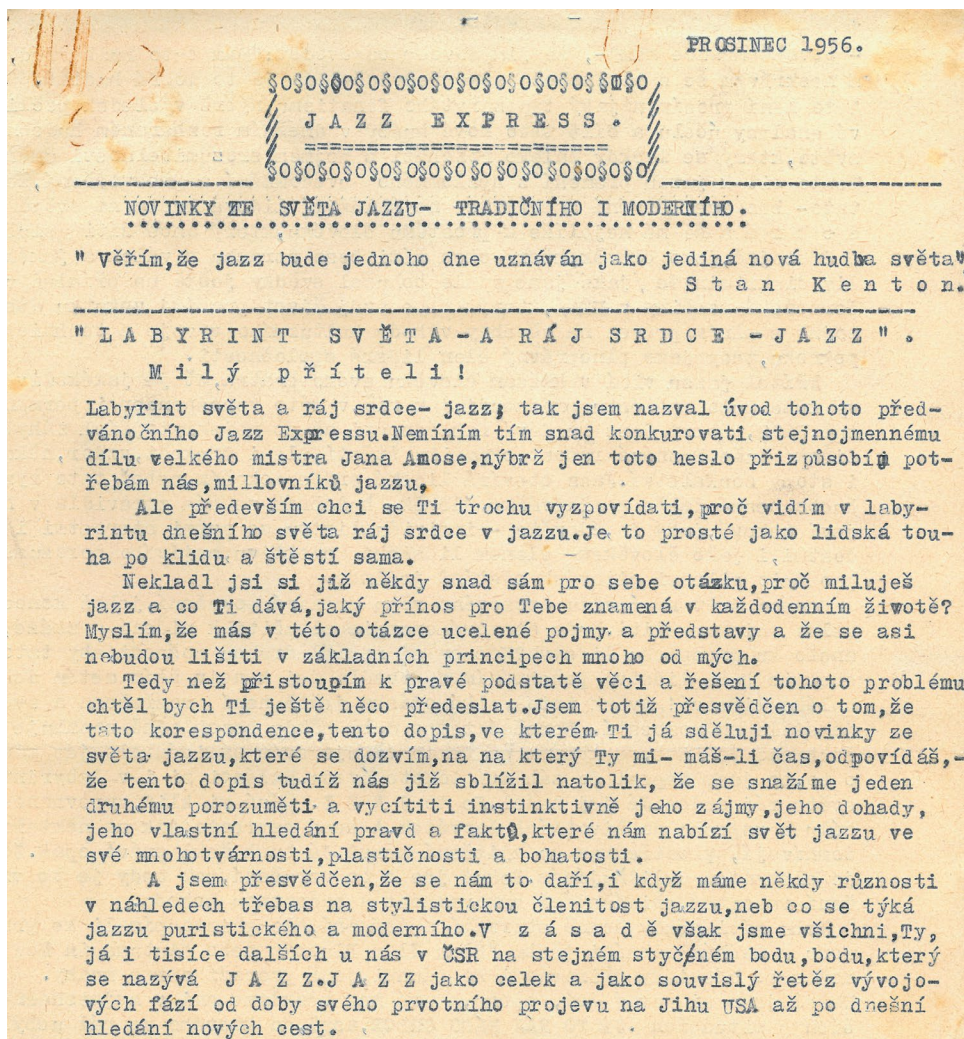 PROSINEC 1956.
§O§O§O§O§O§O§O§O§O§O§O§O§O§O§O§O
J A Z Z   E X P R E S S .
=========================
§O§O§O§O§O§O§O§O§O§O§O§O§O§O§O§O
NOVINKY ZE SVĚTA JAZZU- TRADIČNÍHO I MODERNÍHO.
" Věřím,že jazz bude jednoho dne uznáván jako jediná nová hudba světa"
S t a n   K e n t o n.
" L A B Y R I N T   S V Ě T A - A  R Á J  S R D C E  - J A Z Z " .
M i l ý   p ř í t e l i !
Labyrint světa a ráj srdce- jazz; tak jsem nazval úvod tohoto před-
vánočního Jazz Expressu.Nemíním tím snad konkurovati stejnojmennému
dílu velkého mistra Jana Amose,nýbrž jen toto heslo přizpůsobím pot-
řebám nás,millovníků jazzu,
Ale především chci se Ti trochu vyzpovídati,proč vidím v laby-
rintu dnešního světa ráj srdce v jazzu.Je to prosté jako lidská tou-
ha po klidu a štěstí sama.
Nekladl jsi si již někdy snad sám pro sebe otázku,proč miluješ
jazz a co Ti dává,jaký přínos pro Tebe znamená v každodenním životě?
Myslím,že más v této otázce ucelené pojmy a představy a že se asi
nebudou lišiti v základních principech mnoho od mých.
Tedy než přistoupím k pravé podstatě věci a řešení tohoto problému
chtěl bych Ti ještě něco předeslat.Jsem totiž přesvědčen o tom,že
tato korespondence,tento dopis,ve kterém Ti já sděluji novinky ze
světa jazzu,které se dozvím,na na který Ty mi- máš-li čas,odpovídáš,-
že tento dopis tudíž nás již sblížil natolik, že se snažíme jeden
druhému porozuměti a vycítiti instinktivně jeho zájmy,jeho dohady,
jeho vlastní hledání pravd a faktů,které nám nabízí svět jazzu ve
své mnohotvárnosti,plastičnosti a bohatosti.
A jsem přesvědčen,že se nám to daří,i když máme někdy různosti
v náhledech třebas na stylistickou členitost jazzu,neb co se týká
jazzu puristického a moderního.V  z á s a d ě však jsme všichni,Ty,
já i tisíce dalších u nás v ČSR na stejném styčném bodu,bodu,který
se nazývá  J A Z Z.J A Z Z jako celek a jako souvislý řetěz vývojo-
vých fází od doby svého prvotního projevu na Jihu USA až po dnešní
hledání nových cest.